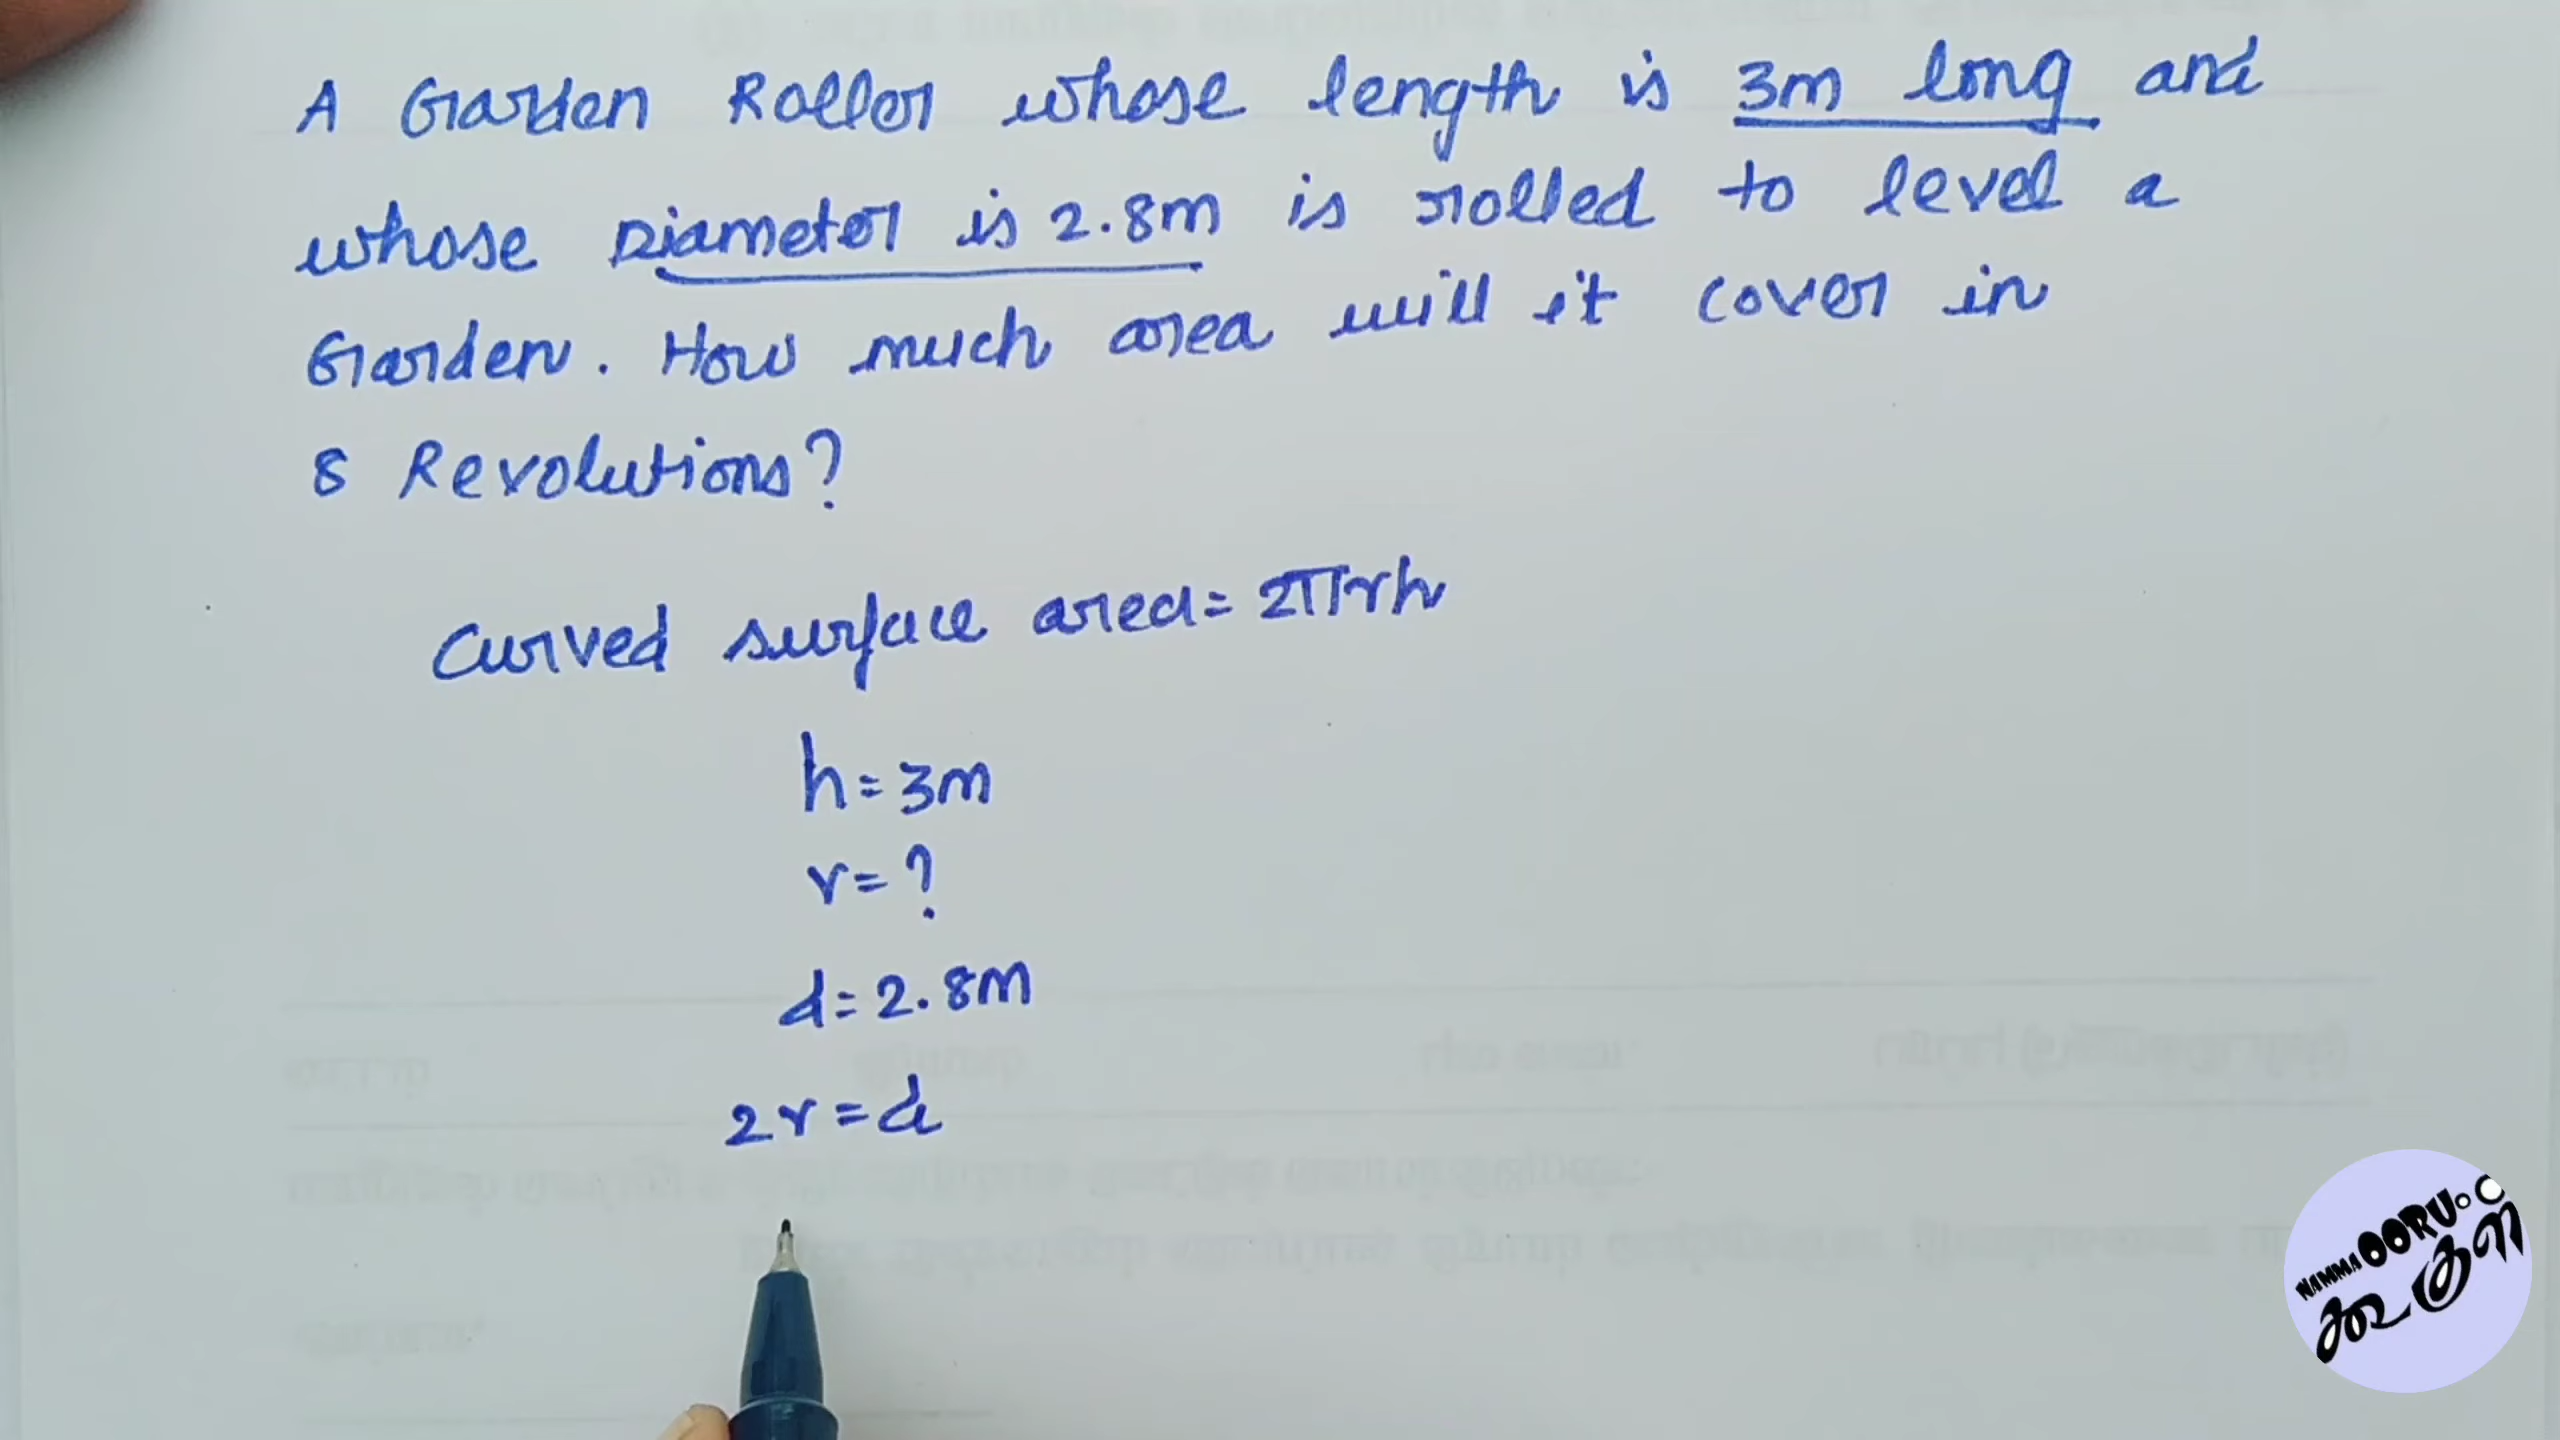 A Garden Roller whose length is 3m long and
whose Diameter is 2.8m is rolled to level a
Garden. How much area will it cover in
8 Revolutions?
Curved surface area = 2πrh
h = 3m
r = ?
d = 2.8m
2r = d
NAMMA OORU